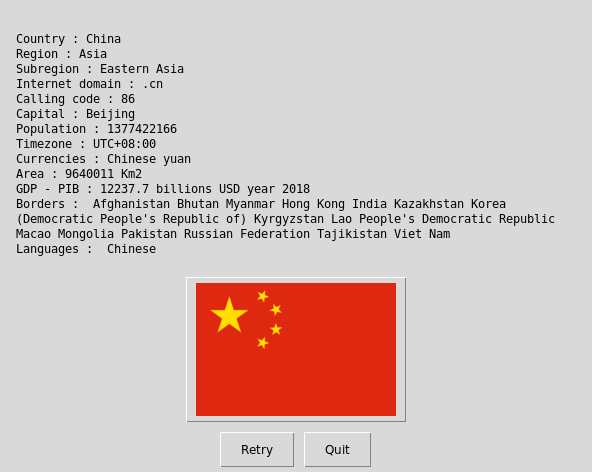 Country : China
Region : Asia
Subregion : Eastern Asia
Internet domain : .cn
Calling code : 86
Capital : Beijing
Population : 1377422166
Timezone : UTC+08:00
Currencies : Chinese yuan
Area : 9640011 Km2
GDP - PIB : 12237.7 billions USD year 2018
Borders :  Afghanistan Bhutan Myanmar Hong Kong India Kazakhstan Korea
(Democratic People's Republic of) Kyrgyzstan Lao People's Democratic Republic
Macao Mongolia Pakistan Russian Federation Tajikistan Viet Nam
Languages :  Chinese
Retry Quit